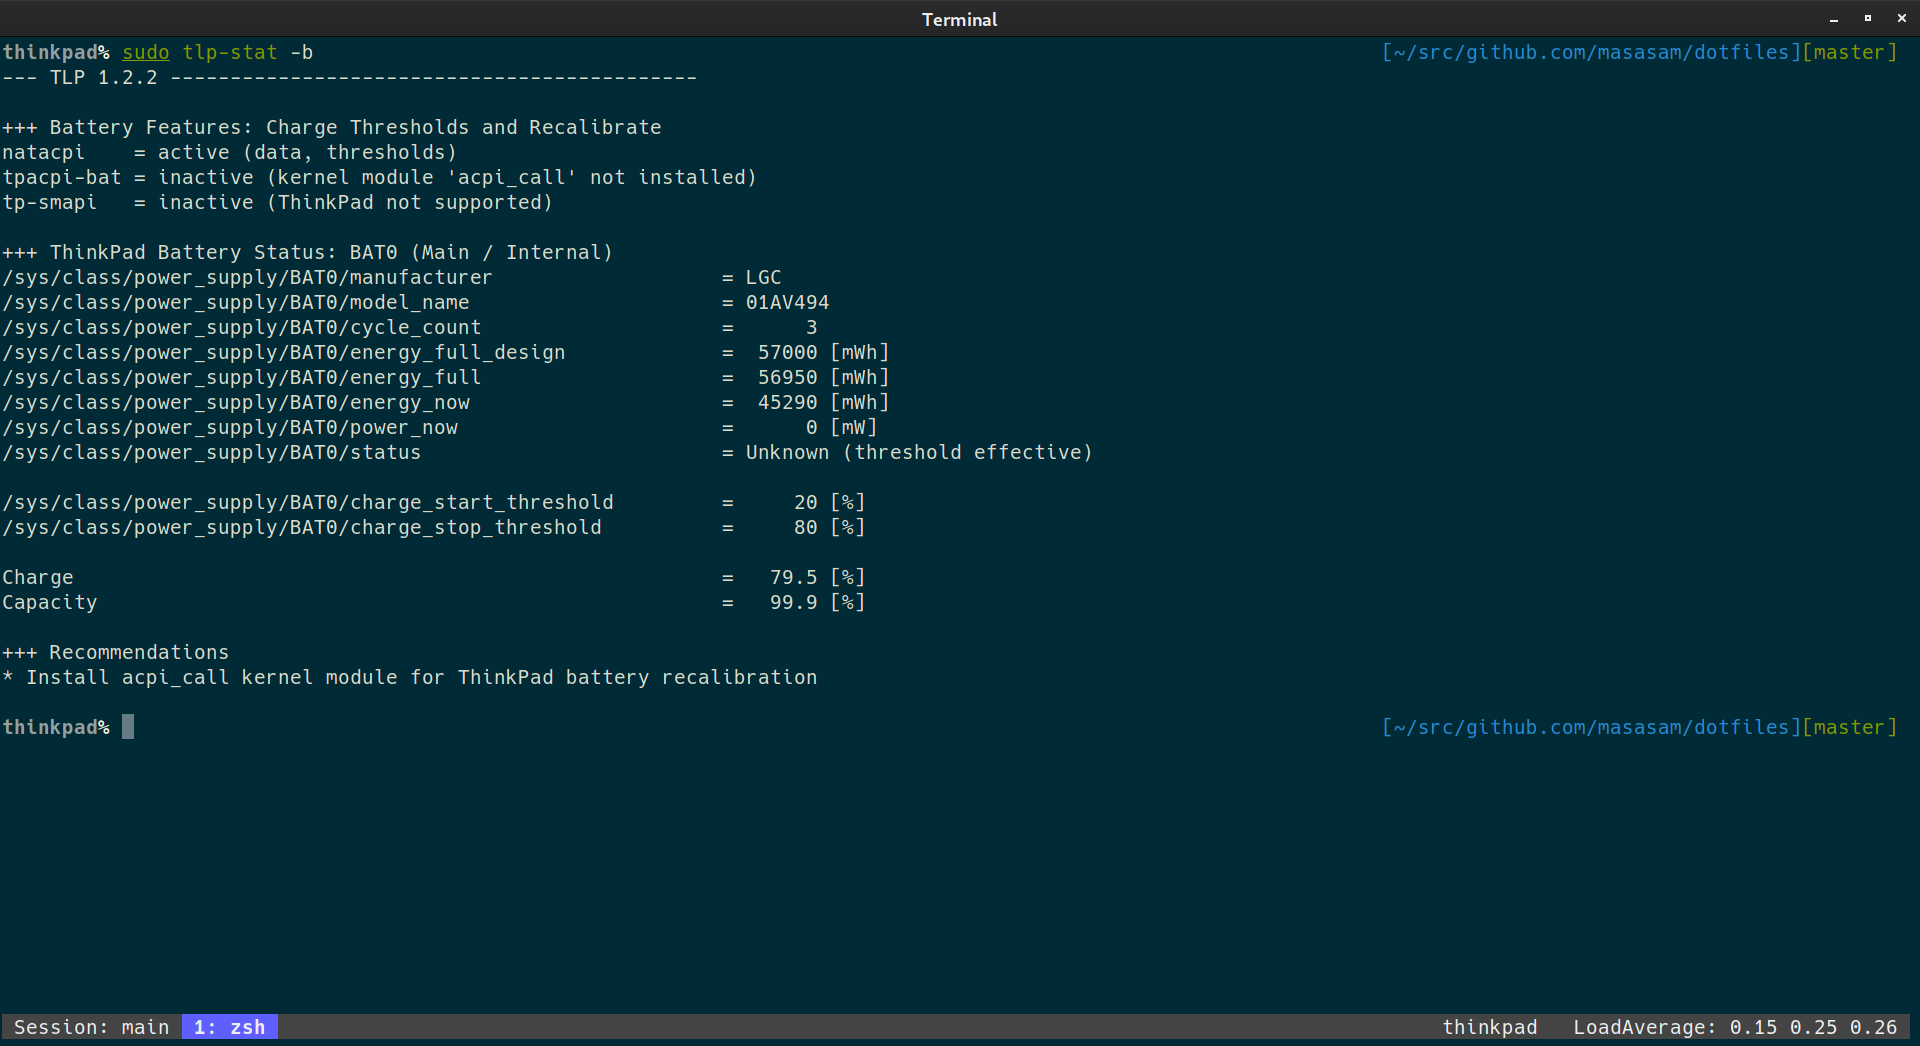 Terminal
thinkpad% sudo tlp-stat -b [~/src/github.com/masasam/dotfiles][master]
--- TLP 1.2.2 --------------------------------------------
+++ Battery Features: Charge Thresholds and Recalibrate
natacpi    = active (data, thresholds)
tpacpi-bat = inactive (kernel module 'acpi_call' not installed)
tp-smapi   = inactive (ThinkPad not supported)
+++ ThinkPad Battery Status: BAT0 (Main / Internal)
/sys/class/power_supply/BAT0/manufacturer                   = LGC
/sys/class/power_supply/BAT0/model_name                     = 01AV494
/sys/class/power_supply/BAT0/cycle_count                    =      3
/sys/class/power_supply/BAT0/energy_full_design             =  57000 [mWh]
/sys/class/power_supply/BAT0/energy_full                    =  56950 [mWh]
/sys/class/power_supply/BAT0/energy_now                     =  45290 [mWh]
/sys/class/power_supply/BAT0/power_now                      =      0 [mW]
/sys/class/power_supply/BAT0/status                         = Unknown (threshold effective)
/sys/class/power_supply/BAT0/charge_start_threshold         =     20 [%]
/sys/class/power_supply/BAT0/charge_stop_threshold          =     80 [%]
Charge                                                      =   79.5 [%]
Capacity                                                    =   99.9 [%]
+++ Recommendations
* Install acpi_call kernel module for ThinkPad battery recalibration
thinkpad% [~/src/github.com/masasam/dotfiles][master]
Session: main 1: zsh thinkpad LoadAverage: 0.15 0.25 0.26